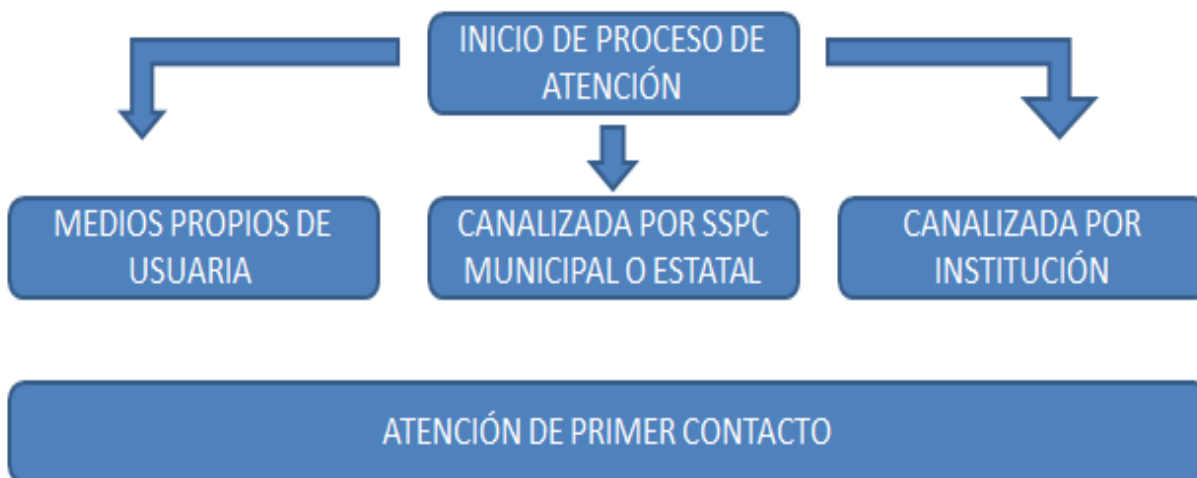 INICIO DE PROCESO DE
ATENCIÓN
MEDIOS PROPIOS DE
USUARIA
CANALIZADA POR SSPC
MUNICIPAL O ESTATAL
CANALIZADA POR
INSTITUCIÓN
ATENCIÓN DE PRIMER CONTACTO